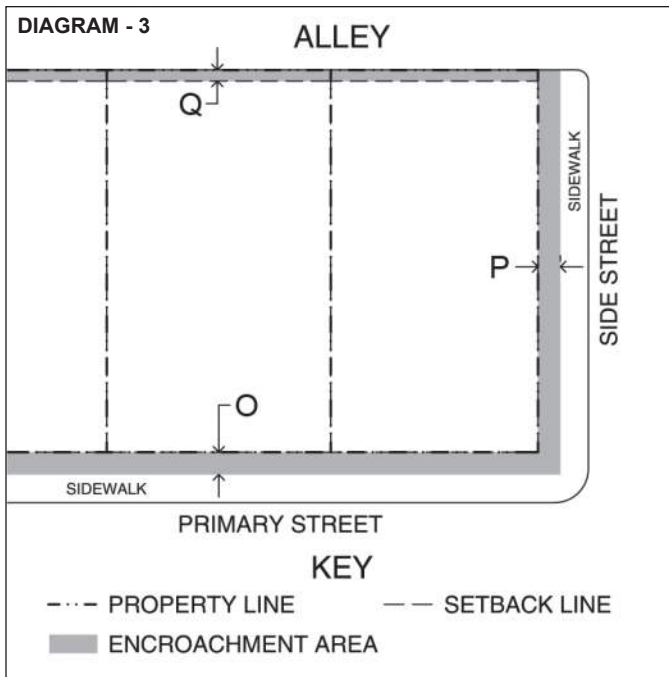 DIAGRAM - 3
ALLEY
Q
SIDEWALK
P
SIDE STREET
O
SIDEWALK
PRIMARY STREET
KEY
PROPERTY LINE
SETBACK LINE
ENCROACHMENT AREA